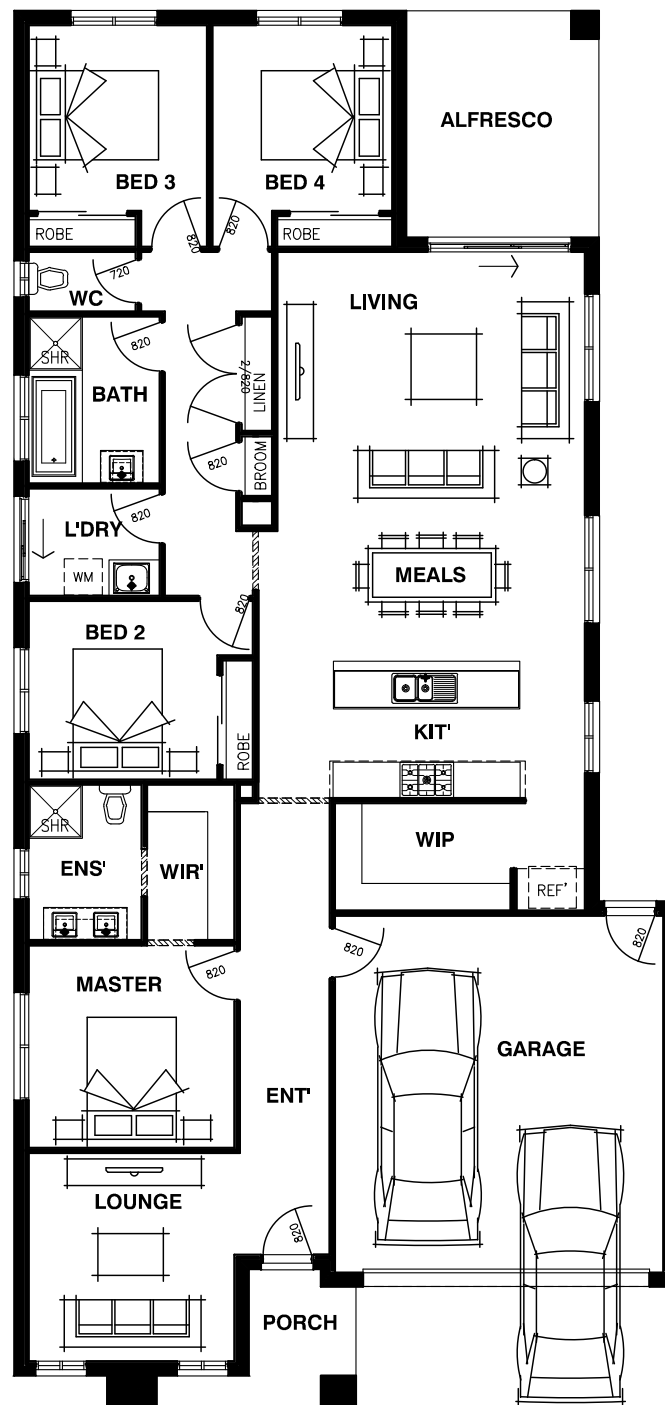 ALFRESCO
BED 3
BED 4
820
820
ROBE
ROBE
720
WC
LIVING
SHR
820
BATH
2/820
LINEN
820
BROOM
L'DRY
820
WM
MEALS
820
BED 2
ROBE
KIT'
SHR
WIP
ENS'
WIR'
REF'
820
820
820
MASTER
GARAGE
ENT'
LOUNGE
820
PORCH